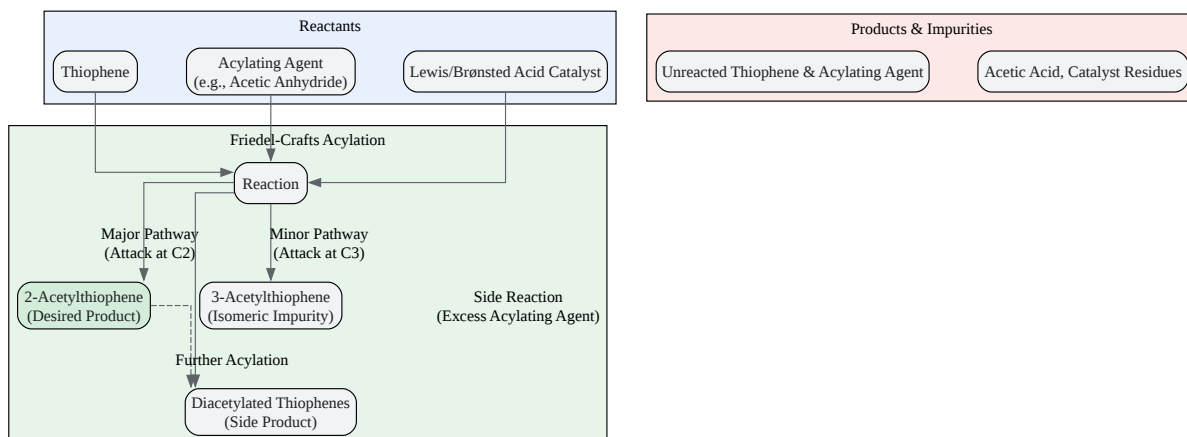 Reactants
Thiophene
Acylating Agent
(e.g., Acetic Anhydride)
Lewis/Brønsted Acid Catalyst
Products & Impurities
Unreacted Thiophene & Acylating Agent
Acetic Acid, Catalyst Residues
Friedel-Crafts Acylation
Reaction
Major Pathway
(Attack at C2)
Minor Pathway
(Attack at C3)
2-Acetylthiophene
(Desired Product)
3-Acetylthiophene
(Isomeric Impurity)
Side Reaction
(Excess Acylating Agent)
Further Acylation
Diacetylated Thiophenes
(Side Product)